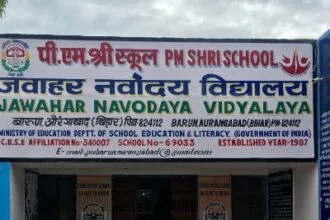 पी.एम.श्री स्कूल PM SHRI SCHOOL
जवाहर नवोदय विद्यालय
JAWAHAR NAVODAYA VIDYALAYA
बारुण, औरंगाबाद (बिहार) पिन 824112 BARUN, AURANGABAD (BIHAR) PIN-824112
MINISTRY OF EDUCATION DEPTT. OF SCHOOL EDUCATION & LITERACY. (GOVERNMENT OF INDIA)
C.B.S.E AFFILIATION No-340007 SCHOOL No-69033 ESTABLISHED YEAR-1987